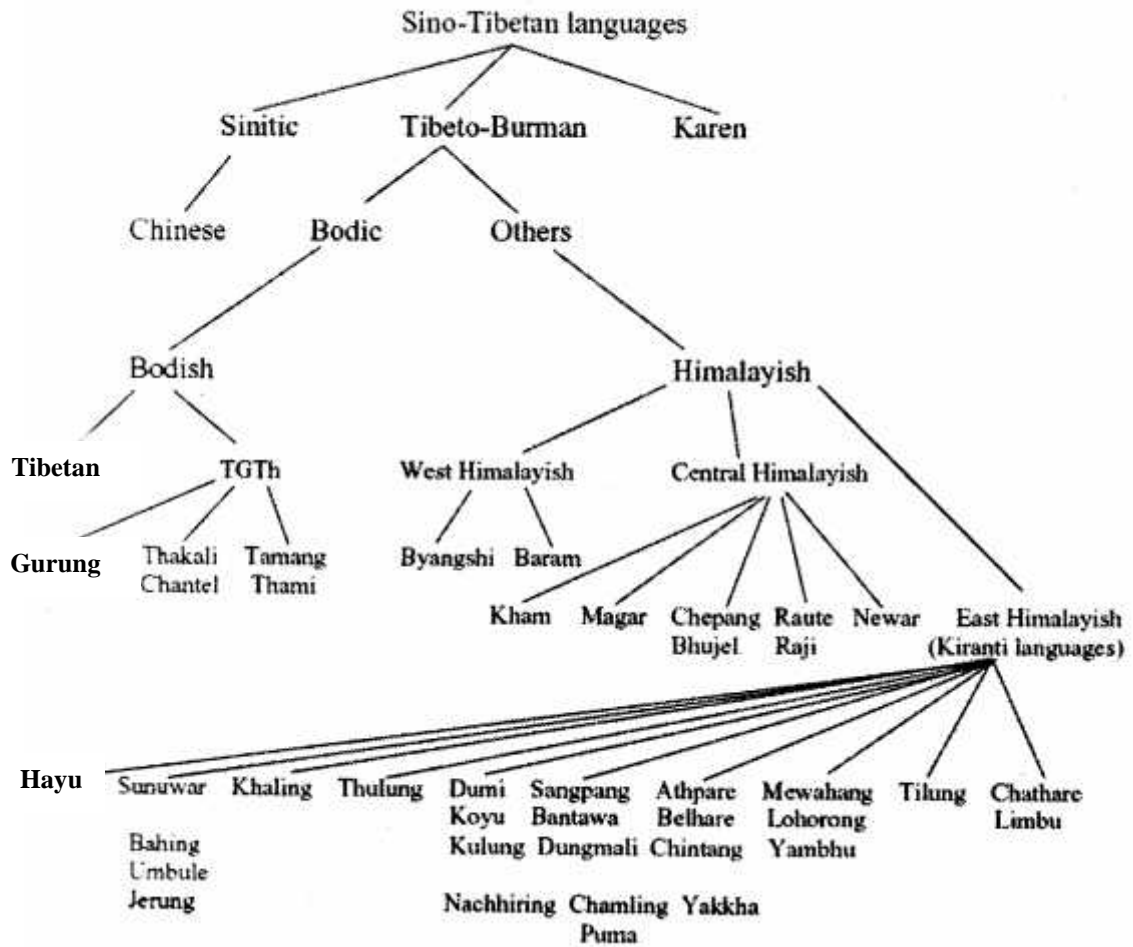 Sino-Tibetan languages
Sinitic Tibeto-Burman Karen
Chinese Bodic Others
Bodish Himalayish
Tibetan TGTh West Himalayish Central Himalayish
Gurung Thakali Tamang Byangshi Baram
Chantel Thami
Kham Magar Chepang Raute Newar East Himalayish
Bhujel Raji (Kiranti languages)
Hayu Sunuwar Khaling Thulung Dumi Sangpang Athpare Mewahang Tilung Chathare
Koyu Bantawa Belhare Lohorong Limbu
Bahing Kulung Dungmali Chintang Yambhu
Umbule
Jerung Nachhiring Chamling Yakkha
Puma